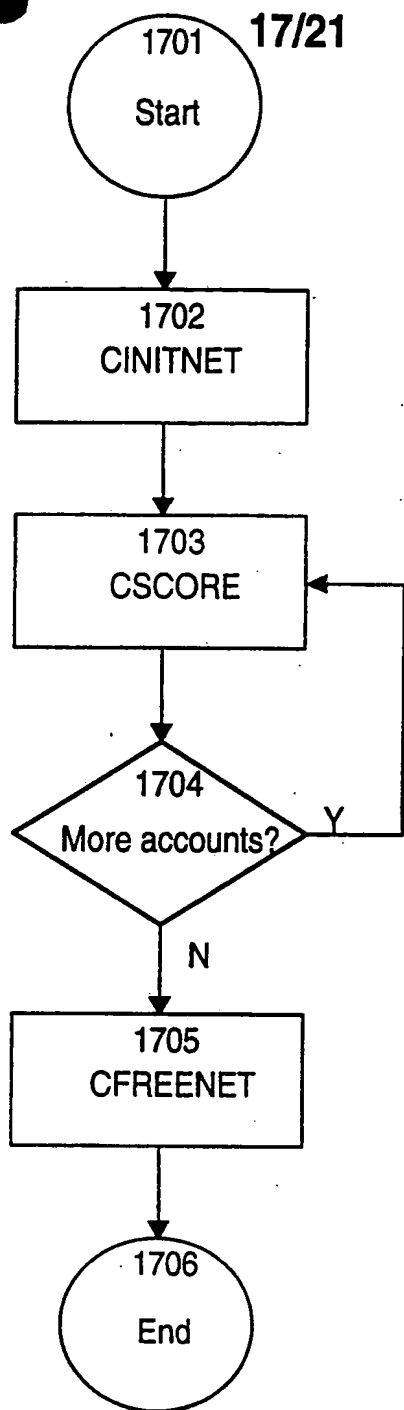 17/21
1701
Start
1702
CINITNET
1703
CSCORE
1704
More accounts?
Y
N
1705
CFREENET
1706
End